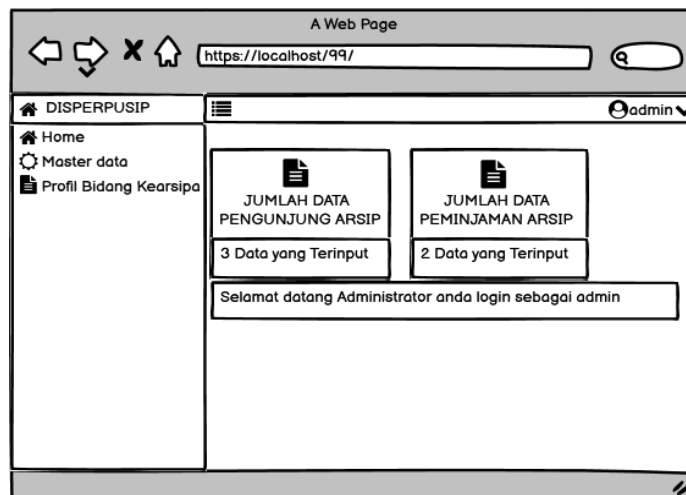 A Web Page
https://localhost/99/
DISPERPUSIP
admin
Home
Master data
Profil Bidang Kearsipa
JUMLAH DATA
PENGUNJUNG ARSIP
3 Data yang Terinput
JUMLAH DATA
PEMINJAMAN ARSIP
2 Data yang Terinput
Selamat datang Administrator anda login sebagai admin